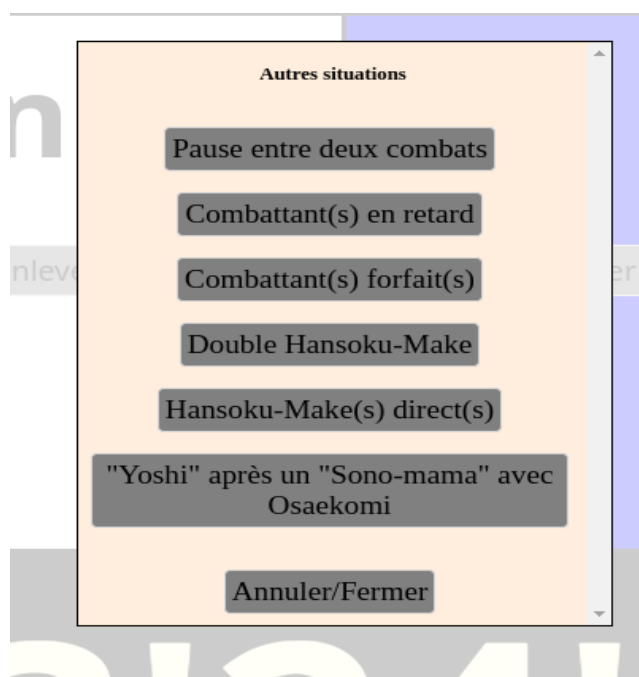 Autres situations
Pause entre deux combats
Combattant(s) en retard
Combattant(s) forfait(s)
Double Hansoku-Make
Hansoku-Make(s) direct(s)
"Yoshi" après un "Sono-mama" avec
Osaekomi
Annuler/Fermer